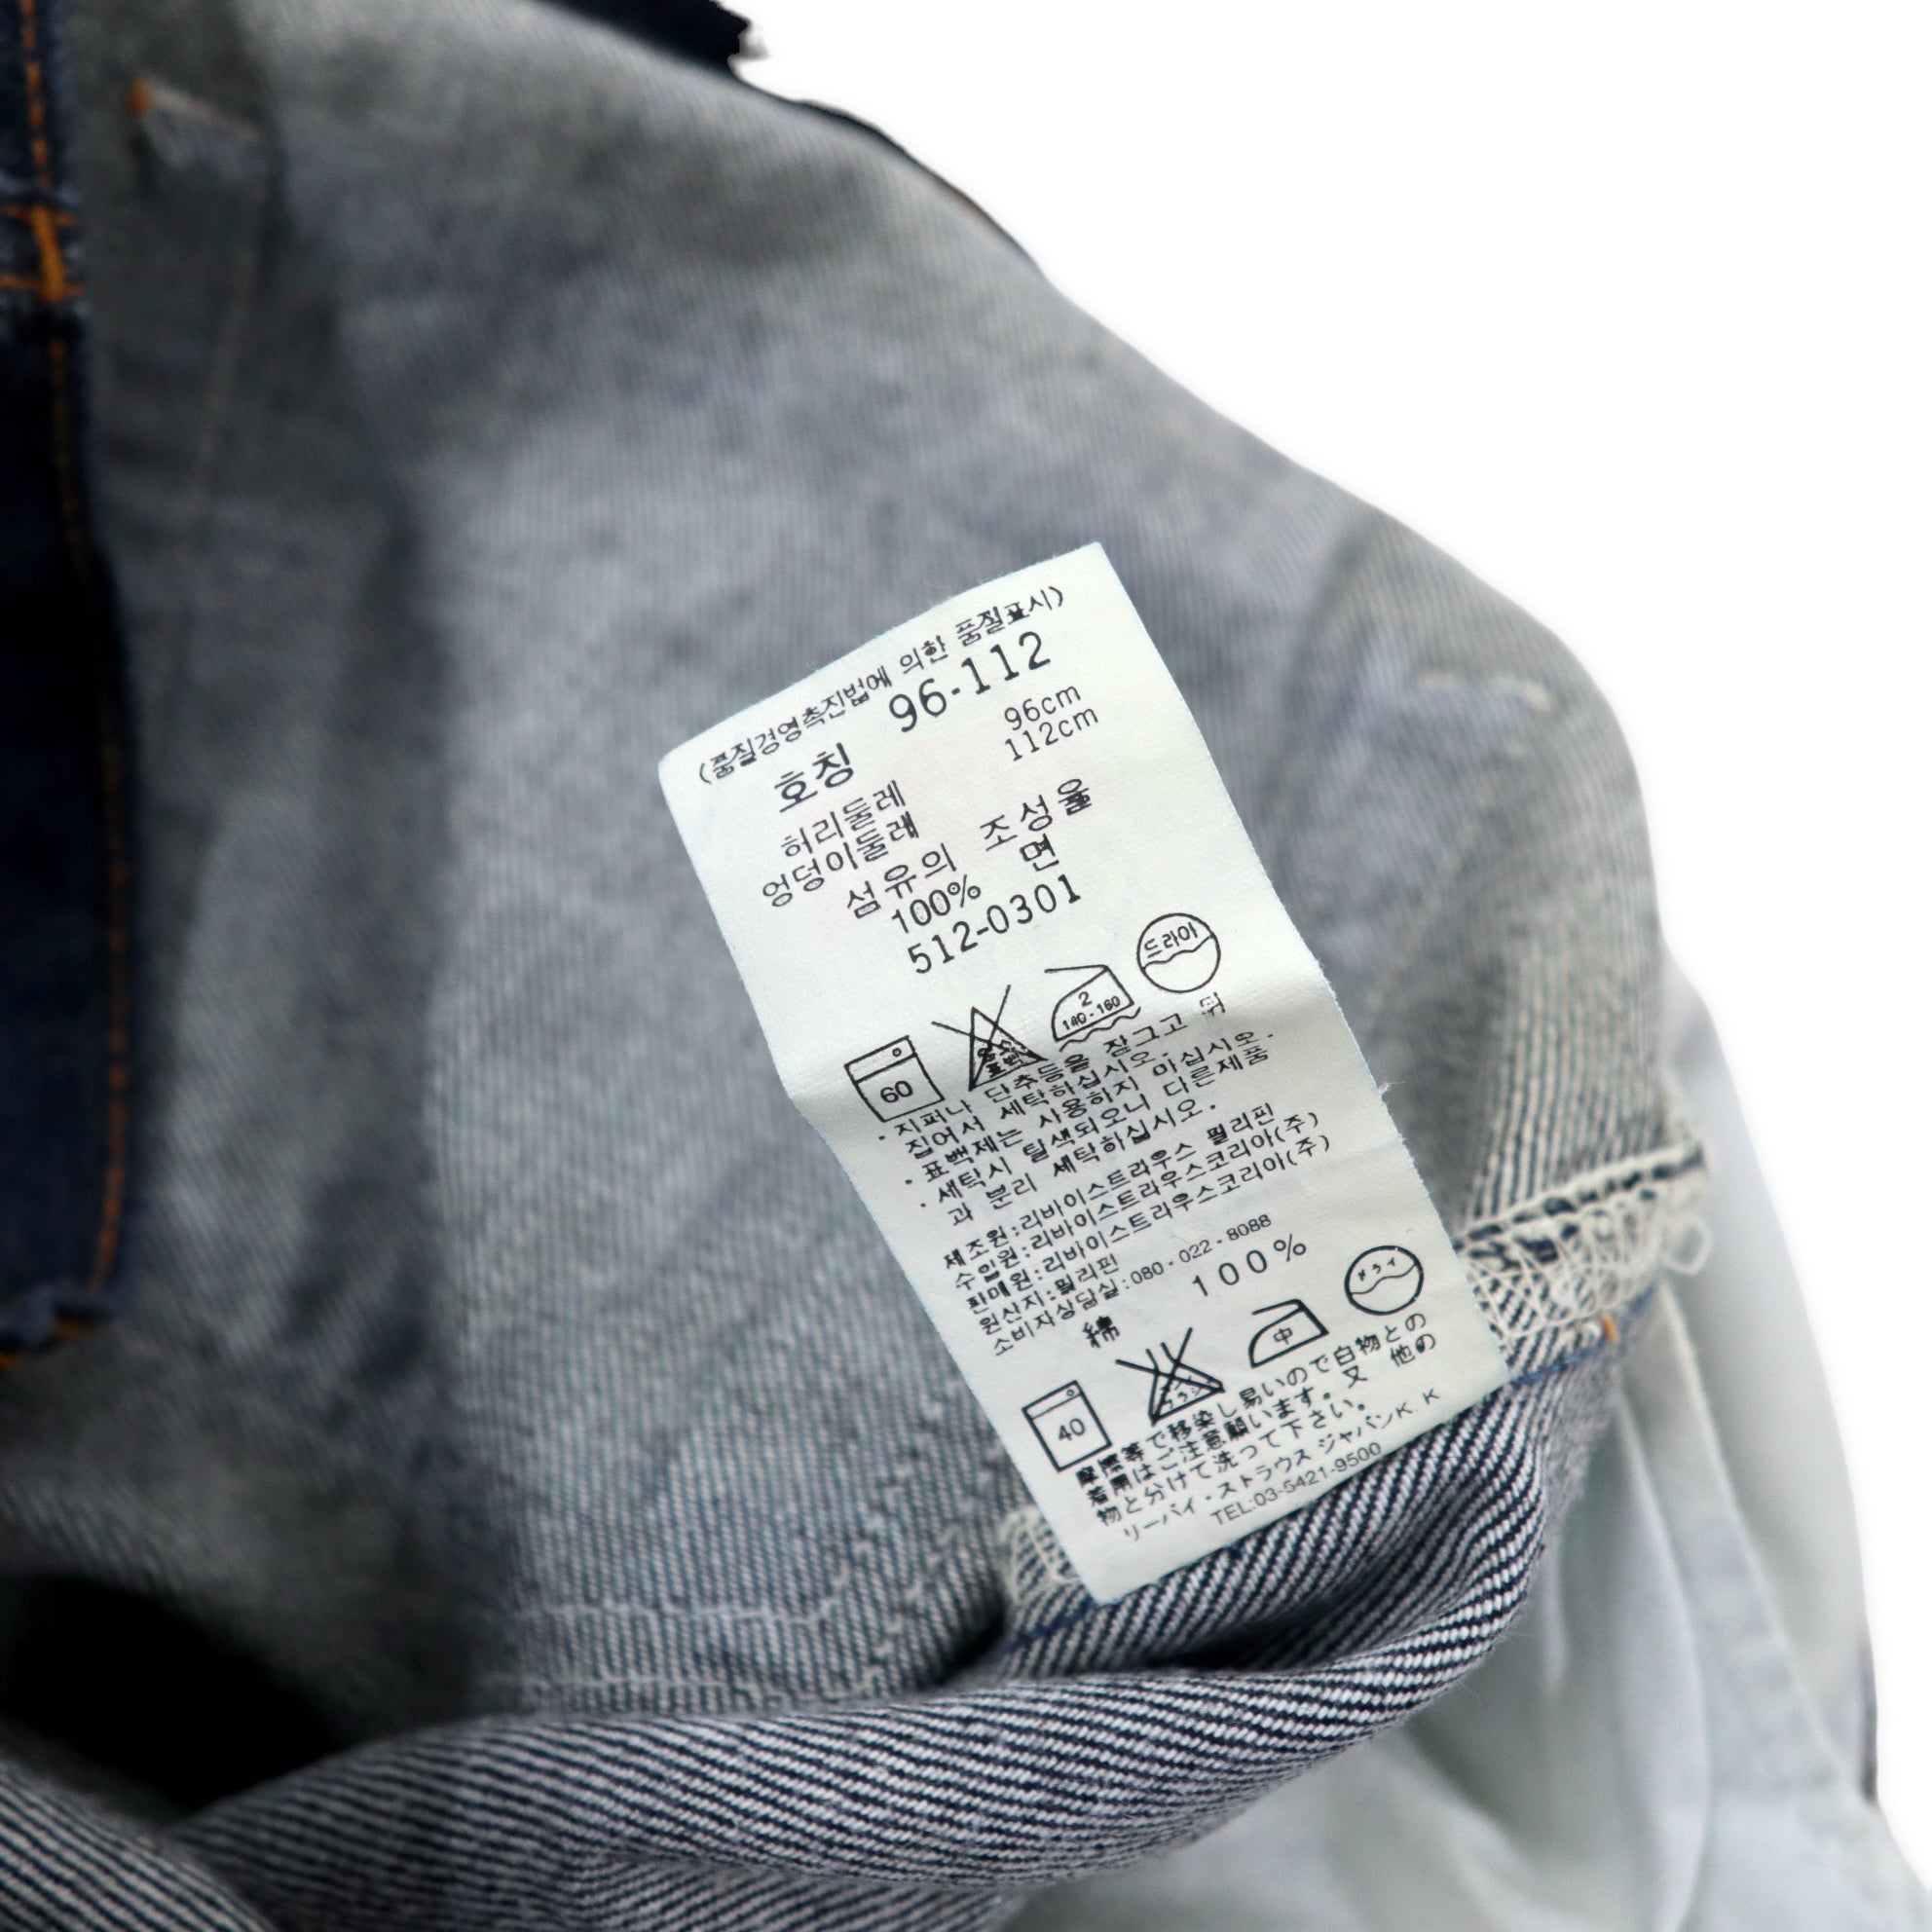 (품질경영촉진법에 의한 품질표시)
호칭 96-112
허리둘레 96cm
엉덩이둘레 112cm
섬유의 조성율
100% 면
512-0301
60 2 140-160 드라이
·지퍼나 단추등을 잠그고 뒤
집어서 세탁하십시오.
·표백제는 사용하지 마십시오.
·세탁시 탈색되오니 다른제품
과 분리 세탁하십시오.
제조원:리바이스트라우스 필리핀
수입원:리바이스트라우스코리아(주)
판매원:리바이스트라우스코리아(주)
원산지:필리핀
소비자상담실:080-022-8088
綿 100%
40 中 ドライ
摩擦等で移染し易いので白物との
着用はご注意願います。又 他の
物と分けて洗って下さい。
リーバイ・ストラウス ジャパンK.K
TEL:03-5421-9500